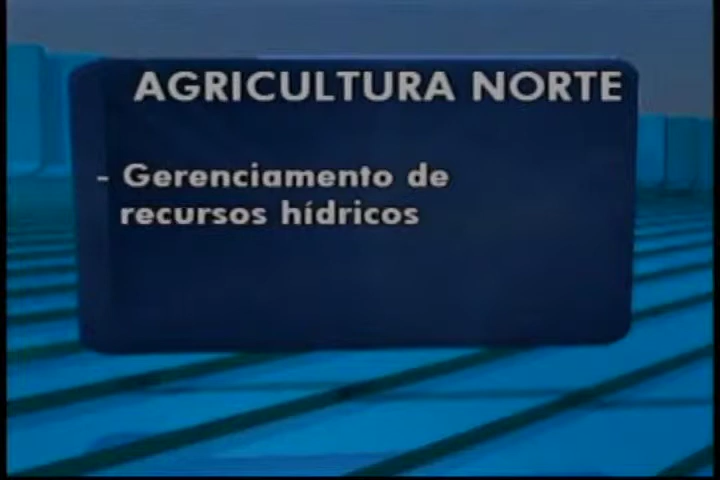 AGRICULTURA NORTE
- Gerenciamento de
recursos hídricos